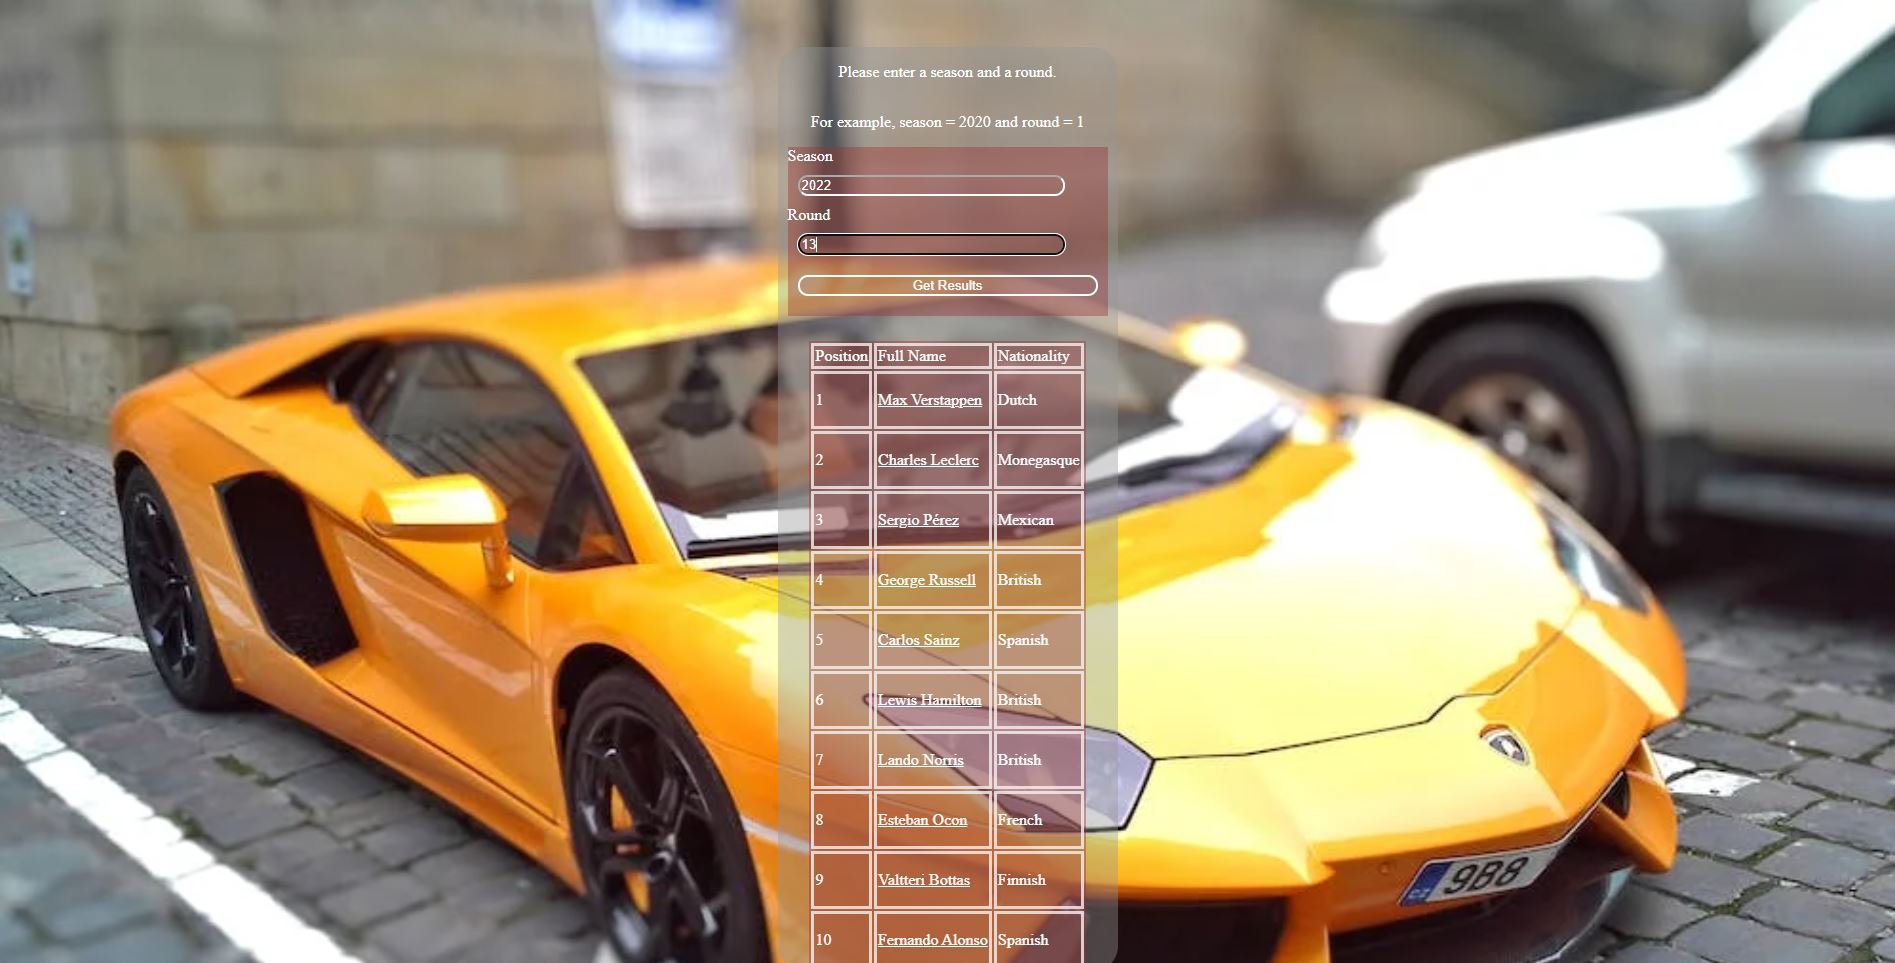 Please enter a season and a round.
For example, season = 2020 and round = 1
Season
2022
Round
13
Get Results
Position Full Name Nationality
1 Max Verstappen Dutch
2 Charles Leclerc Monegasque
3 Sergio Pérez Mexican
4 George Russell British
5 Carlos Sainz Spanish
6 Lewis Hamilton British
7 Lando Norris British
8 Esteban Ocon French
9 Valtteri Bottas Finnish
9B8
10 Fernando Alonso Spanish